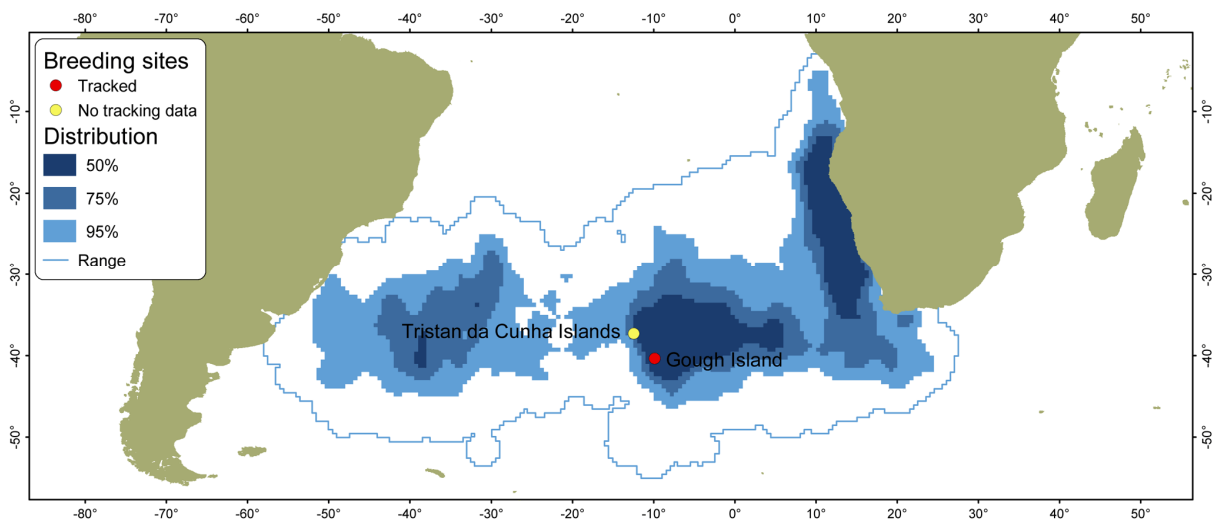 -80° -70° -60° -50° -40° -30° -20° -10° 0° 10° 20° 30° 40° 50°
Breeding sites
Tracked
No tracking data
Distribution
50%
75%
95%
Range
-10° -10°
-20° -20°
-30° -30°
Tristan da Cunha Islands
-40° -40°
Gough Island
-50° -50°
-80° -70° -60° -50° -40° -30° -20° -10° 0° 10° 20° 30° 40° 50°